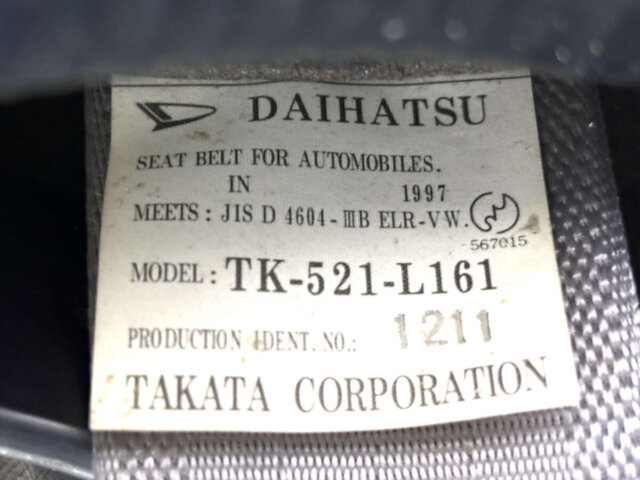 DAIHATSU
SEAT BELT FOR AUTOMOBILES.
IN 1997
MEETS: JIS D 4604-ⅢB ELR-VW.
567015
MODEL: TK-521-L161
PRODUCTION IDENT. NO.: 1211
TAKATA CORPORATION